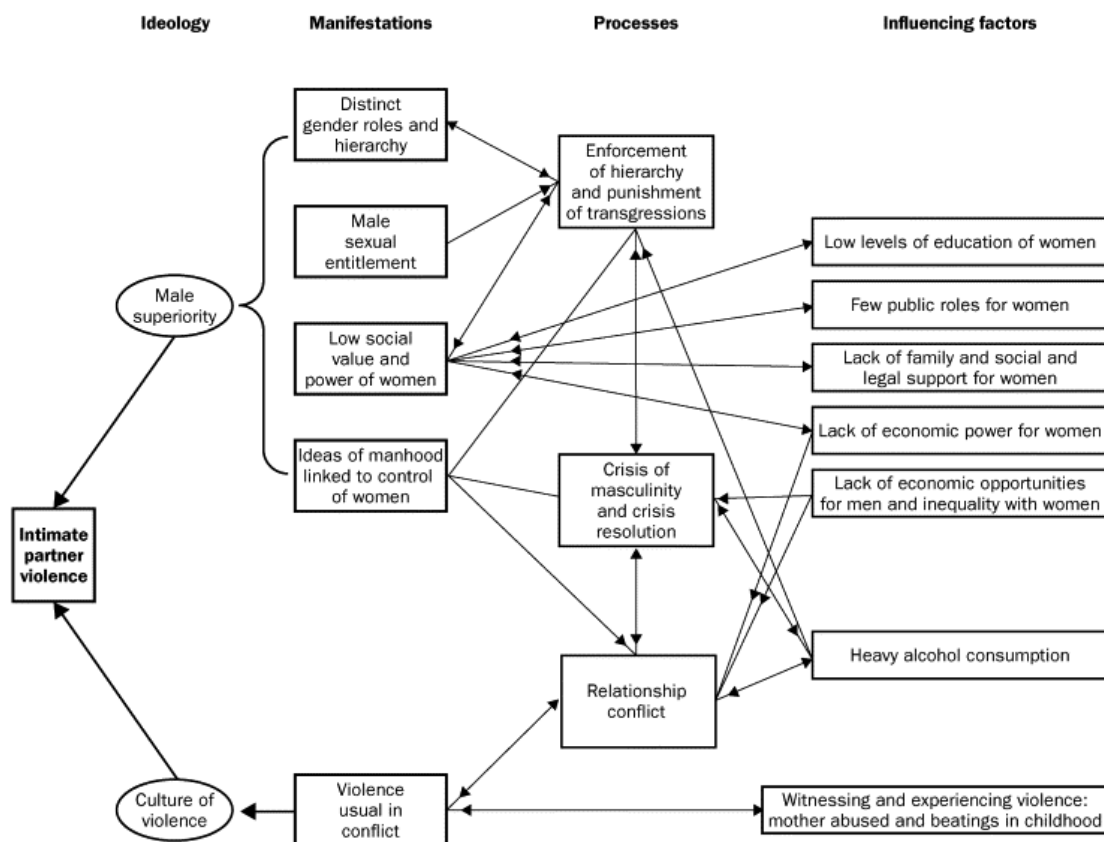 Ideology
Manifestations
Processes
Influencing factors
Distinct
gender roles and
hierarchy
Enforcement
of hierarchy
and punishment
of transgressions
Male
sexual
entitlement
Low levels of education of women
Male
superiority
Few public roles for women
Low social
value and
power of women
Lack of family and social and
legal support for women
Lack of economic power for women
Ideas of manhood
linked to control
of women
Crisis of
masculinity
and crisis
resolution
Lack of economic opportunities
for men and inequality with women
Intimate
partner
violence
Heavy alcohol consumption
Relationship
conflict
Culture of
violence
Violence
usual in
conflict
Witnessing and experiencing violence:
mother abused and beatings in childhood